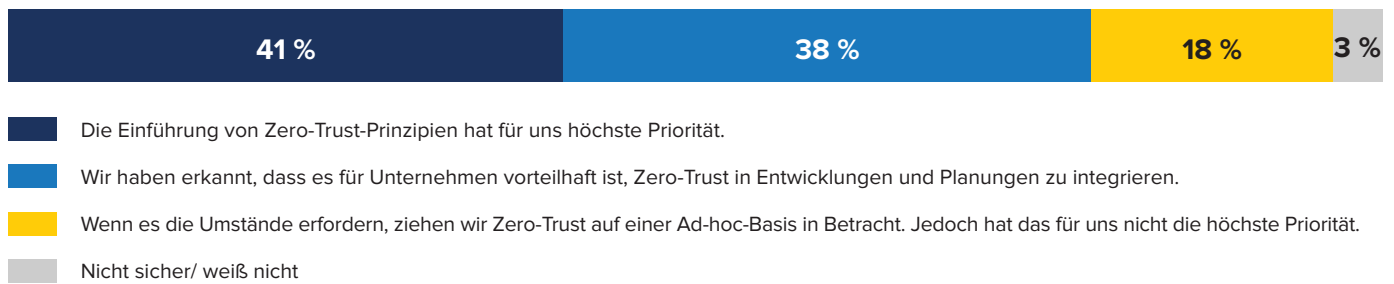 41 % 38 % 18 % 3 %
Die Einführung von Zero-Trust-Prinzipien hat für uns höchste Priorität.
Wir haben erkannt, dass es für Unternehmen vorteilhaft ist, Zero-Trust in Entwicklungen und Planungen zu integrieren.
Wenn es die Umstände erfordern, ziehen wir Zero-Trust auf einer Ad-hoc-Basis in Betracht. Jedoch hat das für uns nicht die höchste Priorität.
Nicht sicher/ weiß nicht